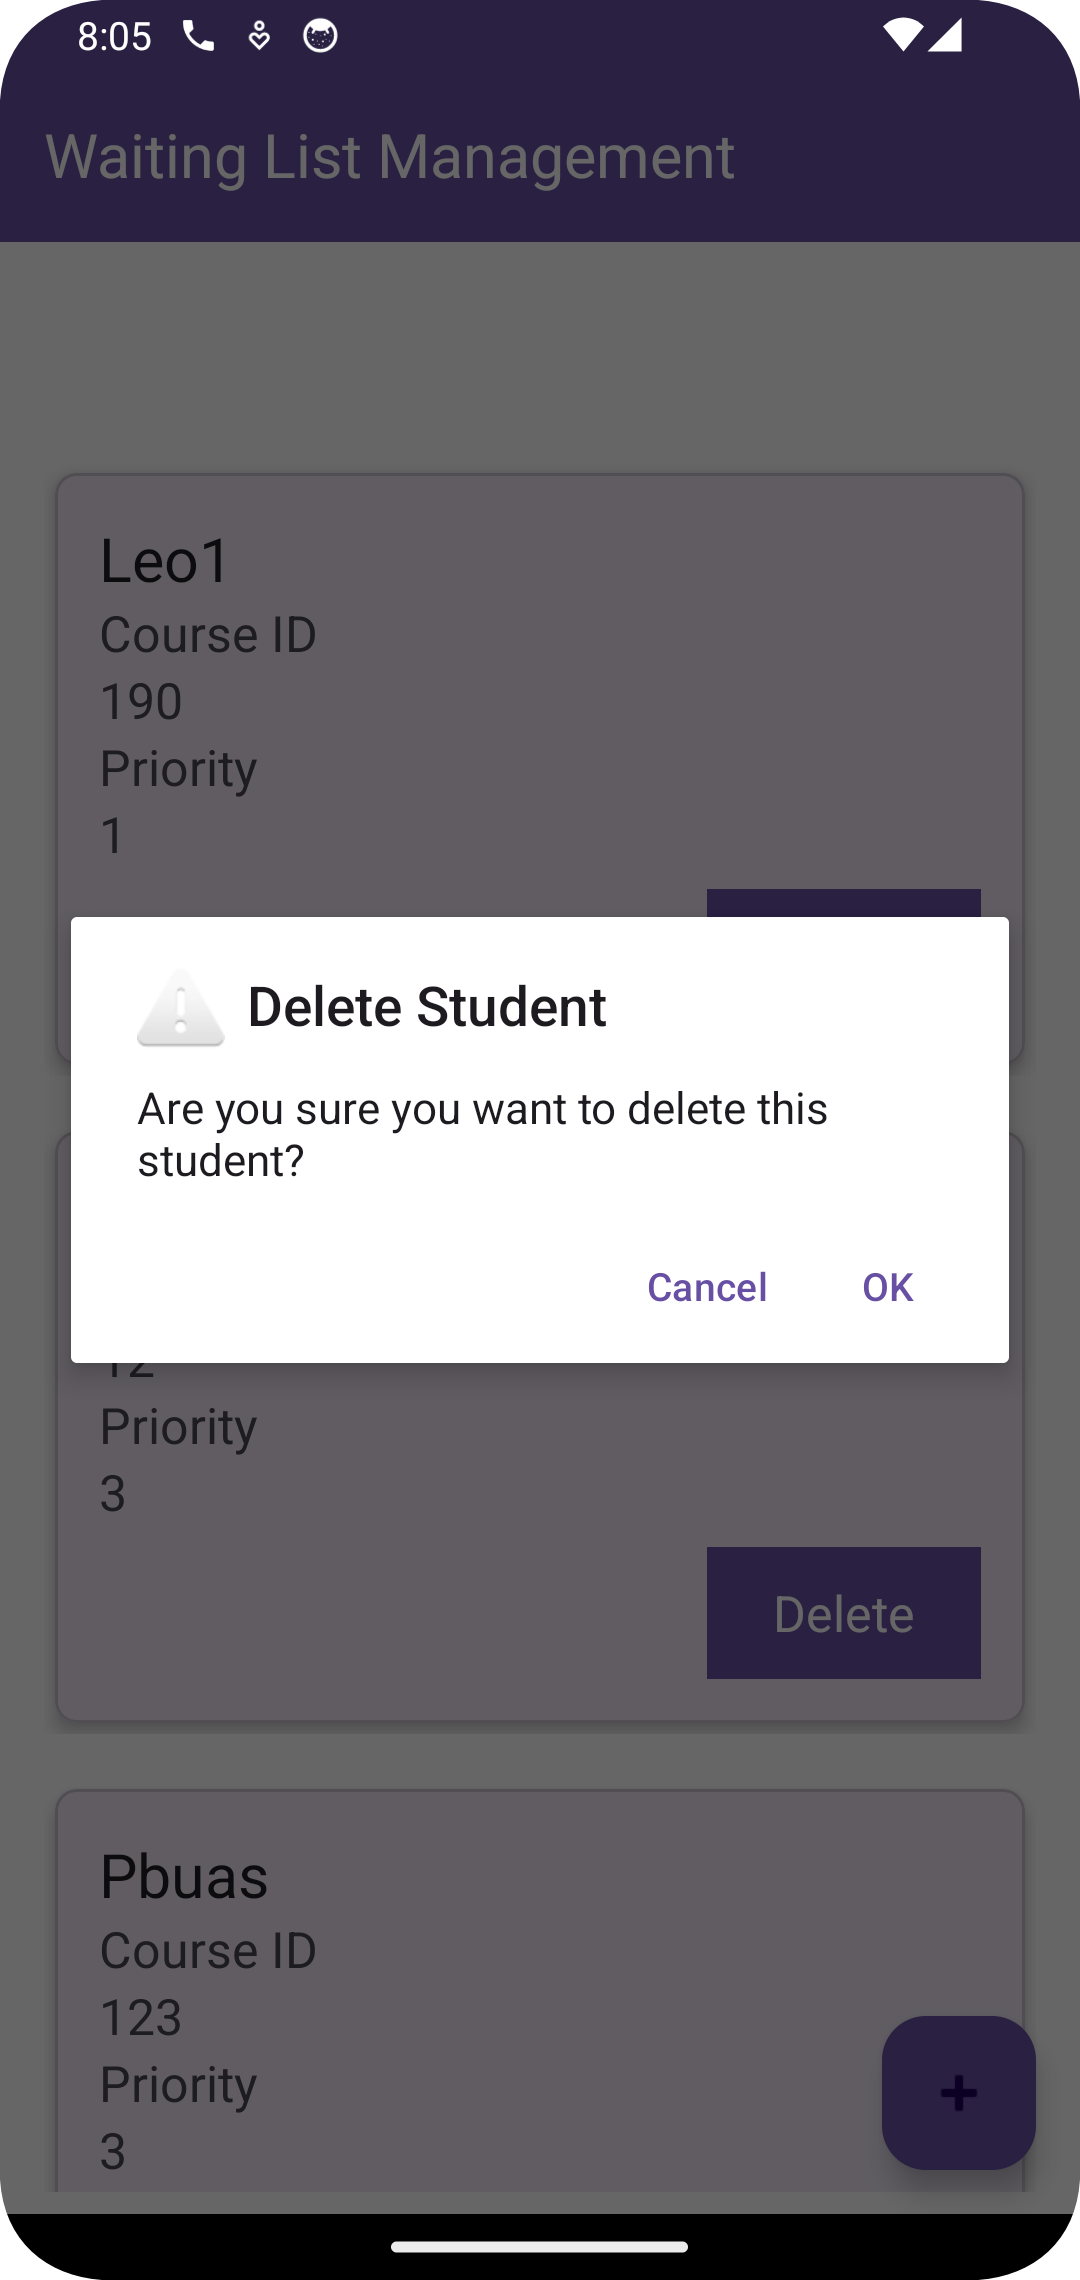 8:05
Waiting List Management
Leo1
Course ID
190
Priority
1
Delete Student
Are you sure you want to delete this
student?
Cancel
OK
12
Priority
3
Delete
Pbuas
Course ID
123
Priority
3
+